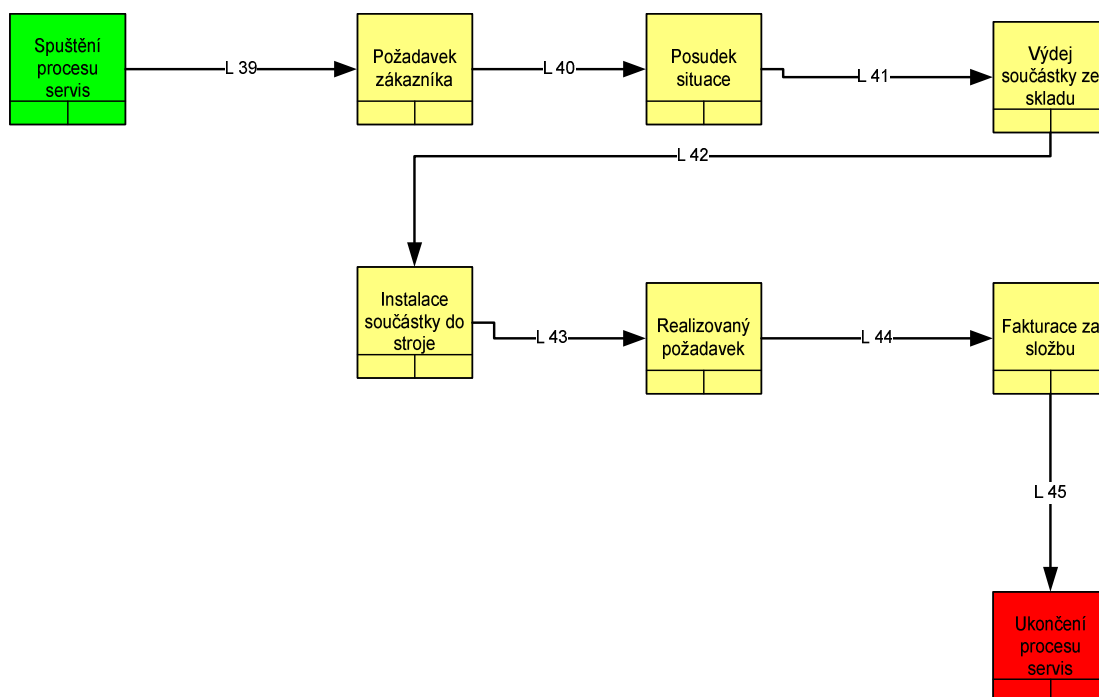 Spuštění
procesu
servis
L 39
Požadavek
zákazníka
L 40
Posudek
situace
L 41
Výdej
součástky ze
skladu
L 42
Instalace
součástky do
stroje
L 43
Realizovaný
požadavek
L 44
Fakturace za
složbu
L 45
Ukončení
procesu
servis